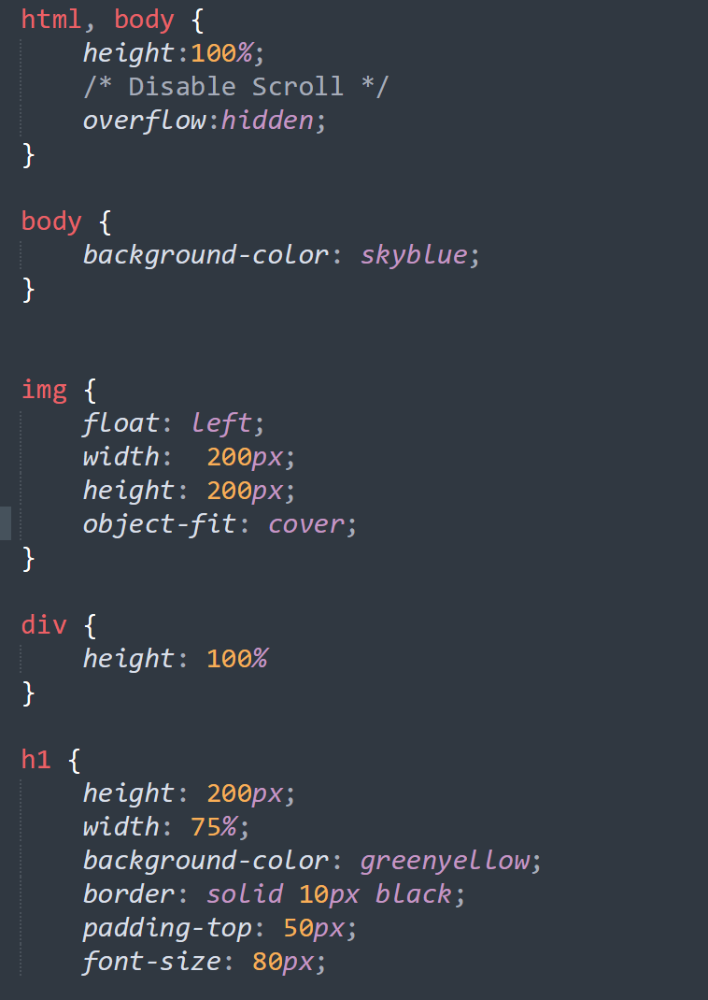 html, body {
    height:100%;
    /* Disable Scroll */
    overflow:hidden;
}

body {
    background-color: skyblue;
}


img {
    float: left;
    width:  200px;
    height: 200px;
    object-fit: cover;
}

div {
    height: 100%
}

h1 {
    height: 200px;
    width: 75%;
    background-color: greenyellow;
    border: solid 10px black;
    padding-top: 50px;
    font-size: 80px;